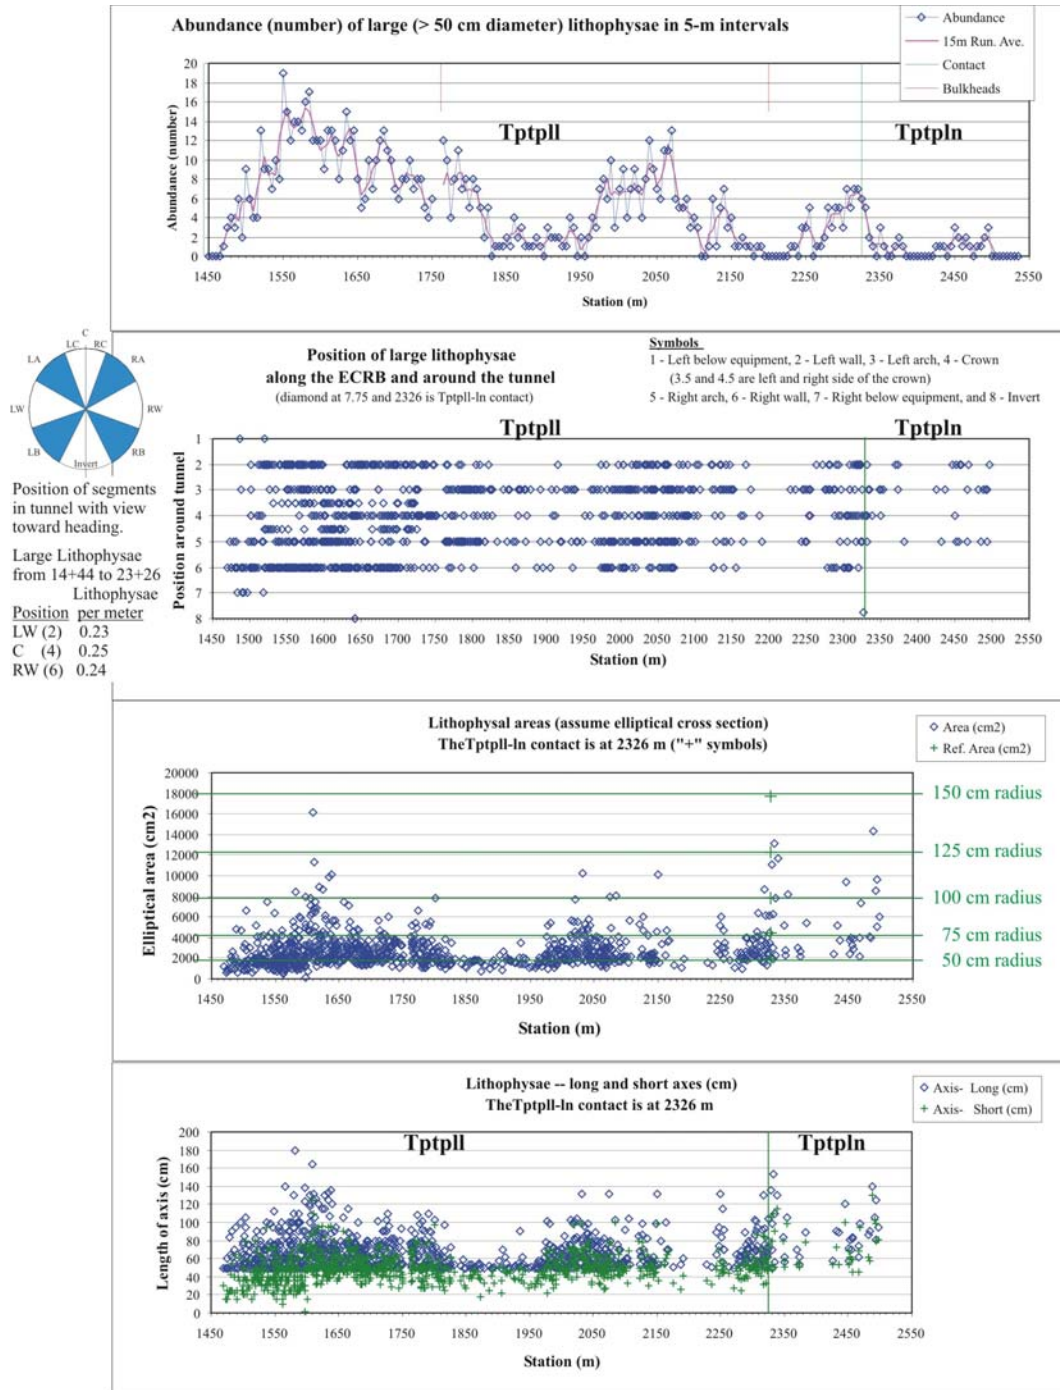 Abundance (number) of large (> 50 cm diameter) lithophysae in 5-m intervals
Abundance
15m Run. Ave.
Contact
Bulkheads
Tptpll
Tptpln
Abundance (number)
20
18
16
14
12
10
8
6
4
2
0
1450 1550 1650 1750 1850 1950 2050 2150 2250 2350 2450 2550
Station (m)
C
LC RC
LA RA
LW RW
LB RB
Invert
Position of segments
in tunnel with view
toward heading.
Large Lithophysae
from 14+44 to 23+26
Lithophysae
Position per meter
LW (2) 0.23
C (4) 0.25
RW (6) 0.24
Position of large lithophysae
along the ECRB and around the tunnel
(diamond at 7.75 and 2326 is Tptpll-ln contact)
Symbols
1 - Left below equipment, 2 - Left wall, 3 - Left arch, 4 - Crown
(3.5 and 4.5 are left and right side of the crown)
5 - Right arch, 6 - Right wall, 7 - Right below equipment, and 8 - Invert
Tptpll
Tptpln
Position around tunnel
1
2
3
4
5
6
7
8
1450 1500 1550 1600 1650 1700 1750 1800 1850 1900 1950 2000 2050 2100 2150 2200 2250 2300 2350 2400 2450 2500 2550
Station (m)
Lithophysal areas (assume elliptical cross section)
TheTptpll-ln contact is at 2326 m ("+" symbols)
Area (cm2)
Ref. Area (cm2)
Elliptical area (cm2)
20000
18000
16000
14000
12000
10000
8000
6000
4000
2000
0
150 cm radius
125 cm radius
100 cm radius
75 cm radius
50 cm radius
1450 1550 1650 1750 1850 1950 2050 2150 2250 2350 2450 2550
Station (m)
Lithophysae -- long and short axes (cm)
TheTptpll-ln contact is at 2326 m
Axis- Long (cm)
Axis- Short (cm)
Tptpll
Tptpln
Length of axis (cm)
200
180
160
140
120
100
80
60
40
20
0
1450 1550 1650 1750 1850 1950 2050 2150 2250 2350 2450 2550
Station (m)